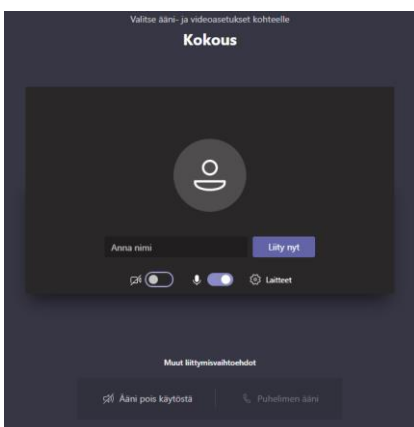 Valitse ääni- ja videoasetukset kohteelle
Kokous
Anna nimi
Liity nyt
Laitteet
Muut liittymisvaihtoehdot
Ääni pois käytöstä
Puhelimen ääni